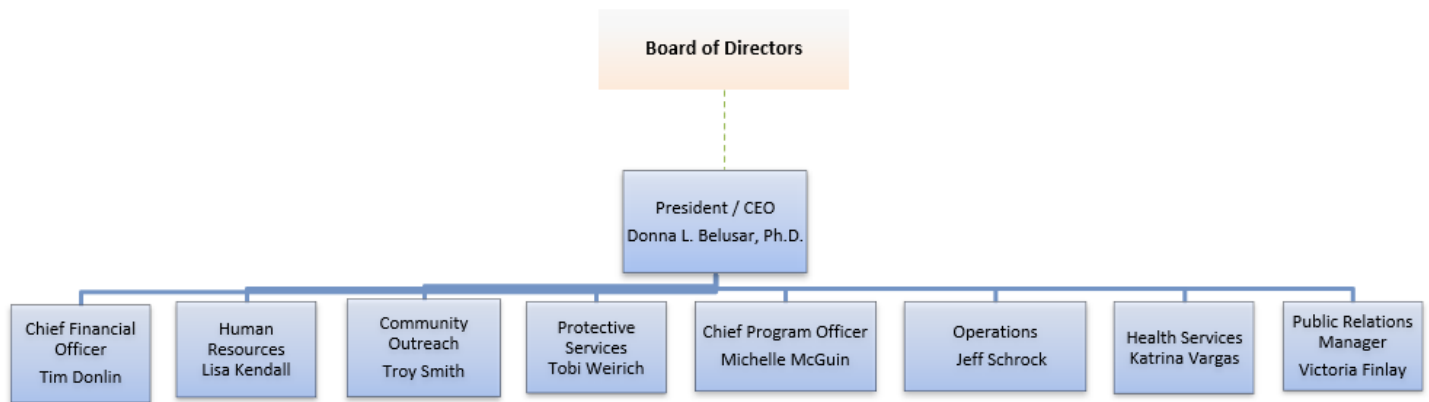 Board of Directors
President / CEO
Donna L. Belusar, Ph.D.
Chief Financial
Officer
Tim Donlin
Human
Resources
Lisa Kendall
Community
Outreach
Troy Smith
Protective
Services
Tobi Weirich
Chief Program Officer
Michelle McGuin
Operations
Jeff Schrock
Health Services
Katrina Vargas
Public Relations
Manager
Victoria Finlay